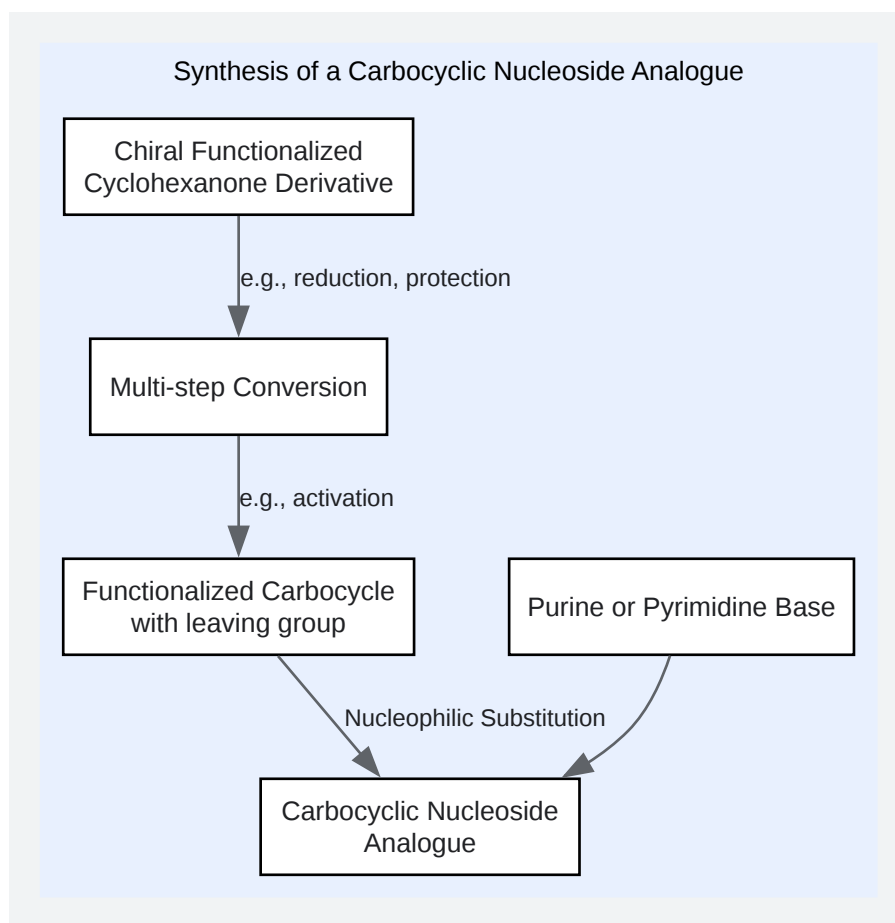 Synthesis of a Carbocyclic Nucleoside Analogue
Chiral Functionalized
Cyclohexanone Derivative
e.g., reduction, protection
Multi-step Conversion
e.g., activation
Functionalized Carbocycle
with leaving group
Purine or Pyrimidine Base
Nucleophilic Substitution
Carbocyclic Nucleoside
Analogue